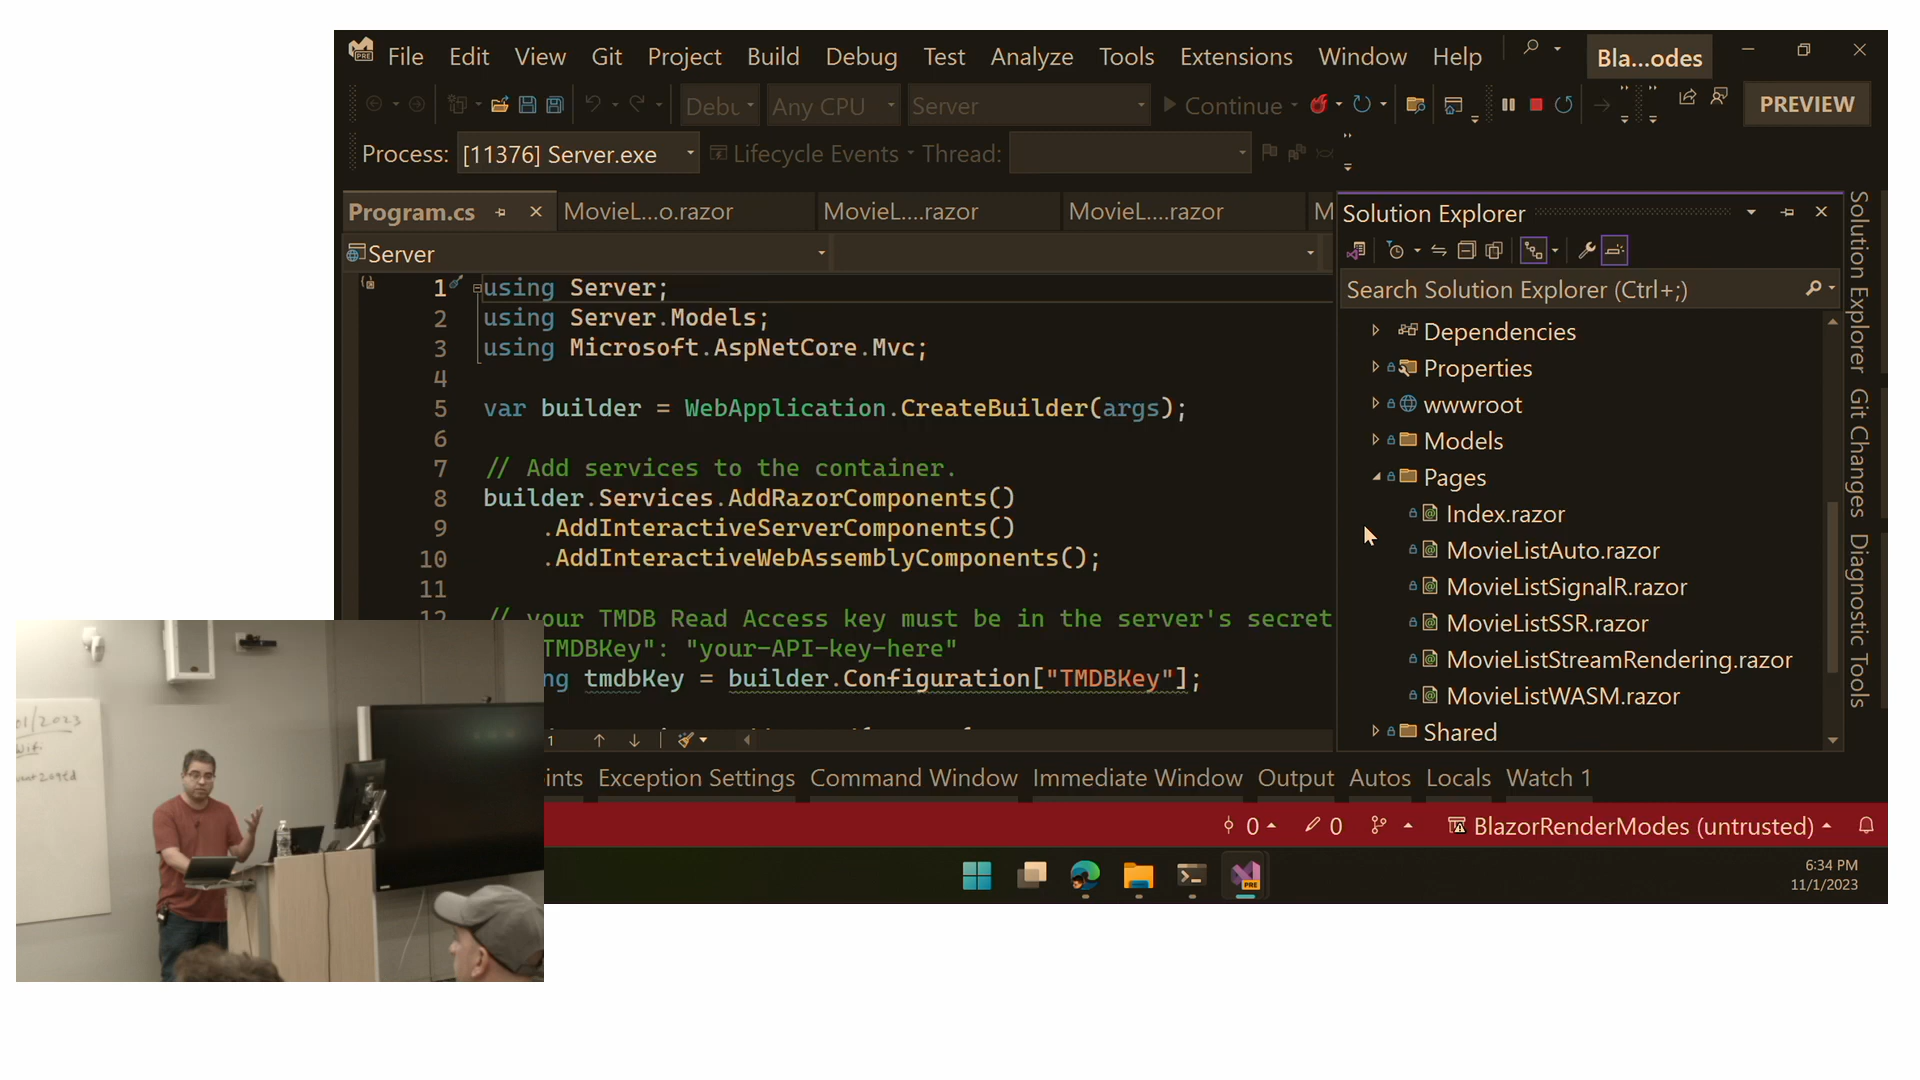 File Edit View Git Project Build Debug Test Analyze Tools Extensions Window Help Bla...odes
Debu Any CPU Server Continue PREVIEW
Process: [11376] Server.exe Lifecycle Events Thread:
Program.cs MovieL...o.razor MovieL....razor MovieL....razor M
Server
1 using Server;
2 using Server.Models;
3 using Microsoft.AspNetCore.Mvc;
4
5 var builder = WebApplication.CreateBuilder(args);
6
7 // Add services to the container.
8 builder.Services.AddRazorComponents()
9 .AddInteractiveServerComponents()
10 .AddInteractiveWebAssemblyComponents();
11
12 // your TMDB Read Access key must be in the server's secret
TMDBKey": "your-API-key-here"
ng tmdbKey = builder.Configuration["TMDBKey"];
Solution Explorer
Search Solution Explorer (Ctrl+;)
Dependencies
Properties
wwwroot
Models
Pages
Index.razor
MovieListAuto.razor
MovieListSignalR.razor
MovieListSSR.razor
MovieListStreamRendering.razor
MovieListWASM.razor
Shared
Solution Explorer
Git Changes
Diagnostic Tools
1
ints Exception Settings Command Window Immediate Window Output Autos Locals Watch 1
0 0 BlazorRenderModes (untrusted)
PRE
6:34 PM
11/1/2023
01/2023